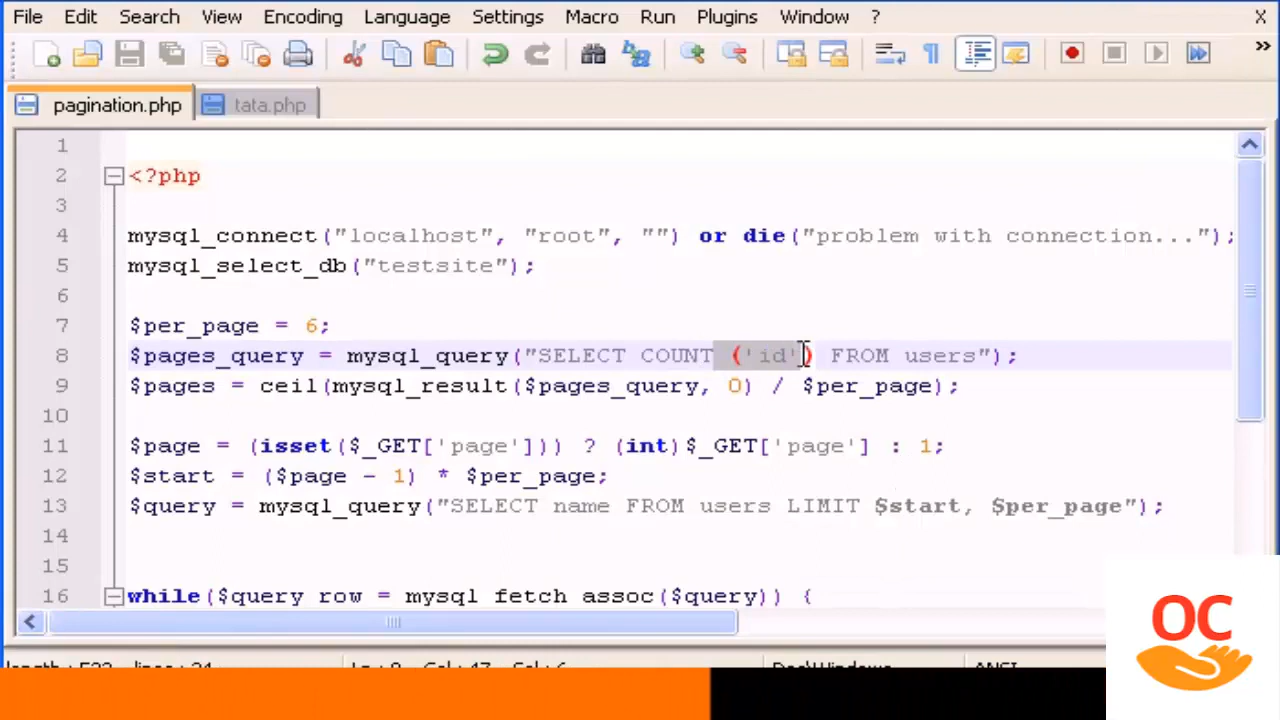 File Edit Search View Encoding Language Settings Macro Run Plugins Window ? X
pagination.php tata.php
1
2 <?php
3
4 mysql_connect("localhost", "root", "") or die("problem with connection...");
5 mysql_select_db("testsite");
6
7 $per_page = 6;
8 $pages_query = mysql_query("SELECT COUNT ('id') FROM users");
9 $pages = ceil(mysql_result($pages_query, 0) / $per_page);
10
11 $page = (isset($_GET['page'])) ? (int)$_GET['page'] : 1;
12 $start = ($page - 1) * $per_page;
13 $query = mysql_query("SELECT name FROM users LIMIT $start, $per_page");
14
15
16 while($query_row = mysql_fetch_assoc($query)) {
OC